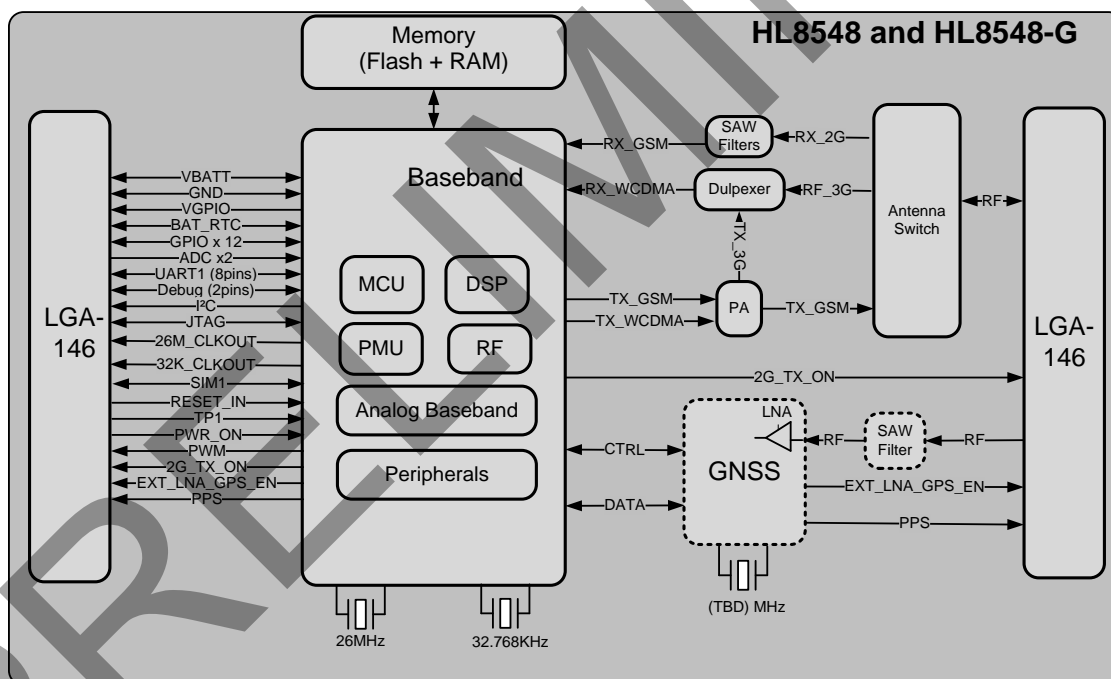 HL8548 and HL8548-G
Memory
(Flash + RAM)
LGA-
146
VBATT
GND
VGPIO
BAT_RTC
GPIO x 12
ADC x2
UART1 (8pins)
Debug (2pins)
I²C
JTAG
26M_CLKOUT
32K_CLKOUT
SIM1
RESET_IN
TP1
PWR_ON
PWM
2G_TX_ON
EXT_LNA_GPS_EN
PPS
Baseband
MCU
DSP
PMU
RF
Analog Baseband
Peripherals
26MHz
32.768KHz
RX_GSM
SAW
Filters
RX_2G
RX_WCDMA
Dulpexer
RF_3G
TX_3G
TX_GSM
TX_WCDMA
PA
TX_GSM
Antenna
Switch
RF
2G_TX_ON
CTRL
DATA
LNA
GNSS
RF
SAW
Filter
RF
EXT_LNA_GPS_EN
PPS
(TBD) MHz
LGA-
146
PRELIMI